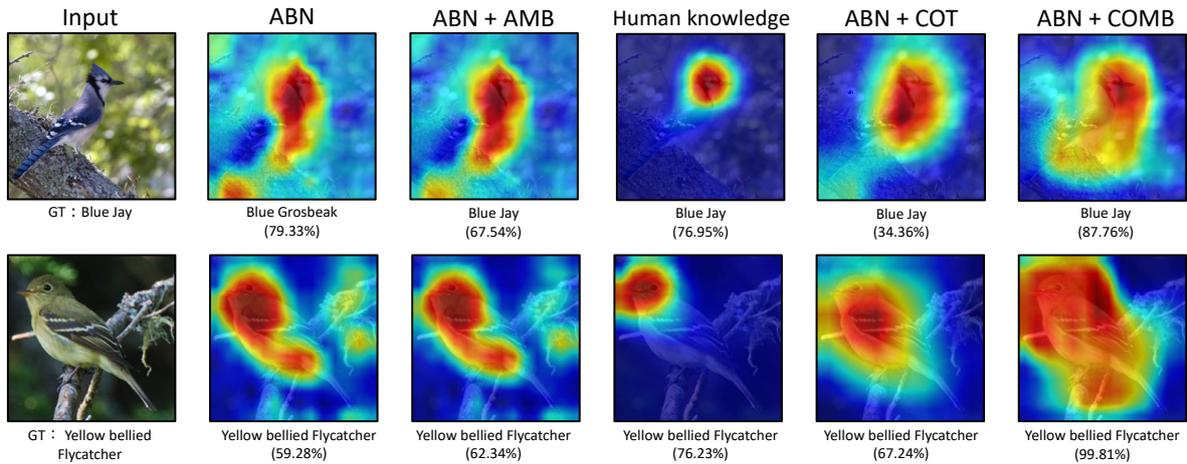 Input ABN ABN + AMB Human knowledge ABN + COT ABN + COMB
GT：Blue Jay
Blue Grosbeak
(79.33%)
Blue Jay
(67.54%)
Blue Jay
(76.95%)
Blue Jay
(34.36%)
Blue Jay
(87.76%)
GT： Yellow bellied
Flycatcher
Yellow bellied Flycatcher
(59.28%)
Yellow bellied Flycatcher
(62.34%)
Yellow bellied Flycatcher
(76.23%)
Yellow bellied Flycatcher
(67.24%)
Yellow bellied Flycatcher
(99.81%)